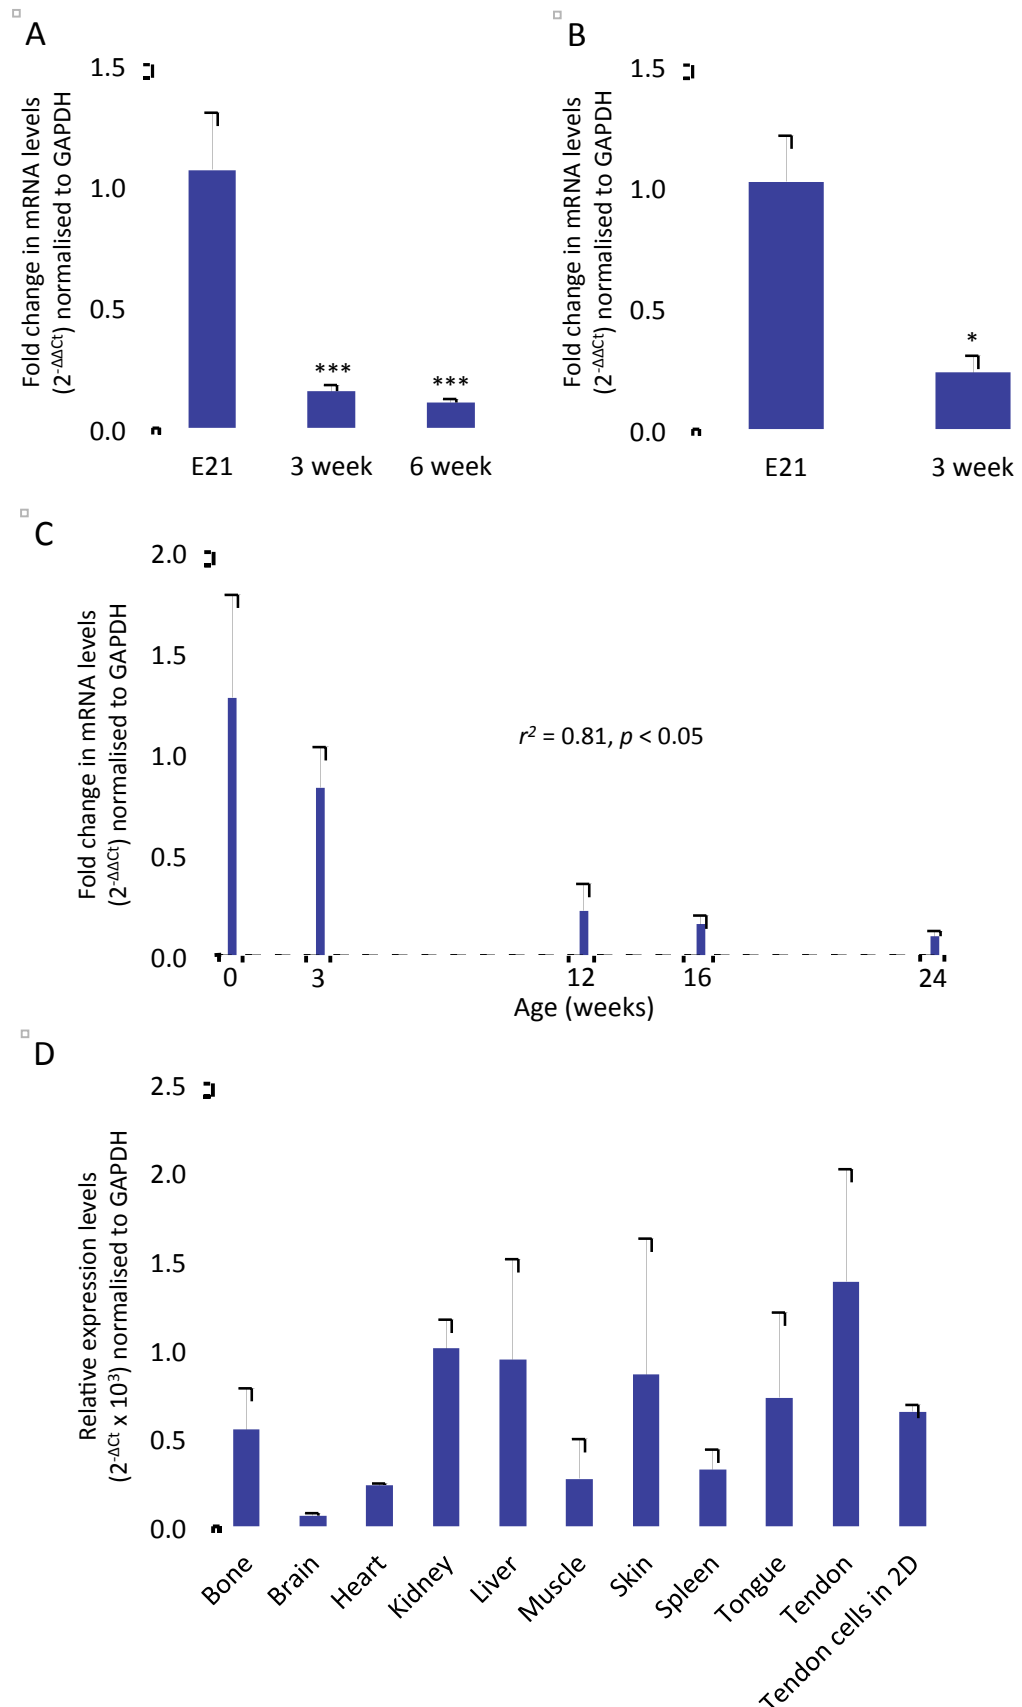 A
Fold change in mRNA levels
(2-ΔΔCt) normalised to GAPDH
1.5
1.0
0.5
0.0
***
***
E21
3 week
6 week
B
Fold change in mRNA levels
(2-ΔΔCt) normalised to GAPDH
1.5
1.0
0.5
0.0
*
E21
3 week
C
Fold change in mRNA levels
(2-ΔΔCt) normalised to GAPDH
2.0
1.5
1.0
0.5
0.0
r² = 0.81, p < 0.05
0
3
12
16
24
Age (weeks)
D
Relative expression levels
(2-ΔCt x 10³) normalised to GAPDH
2.5
2.0
1.5
1.0
0.5
0.0
Bone
Brain
Heart
Kidney
Liver
Muscle
Skin
Spleen
Tongue
Tendon
Tendon cells in 2D